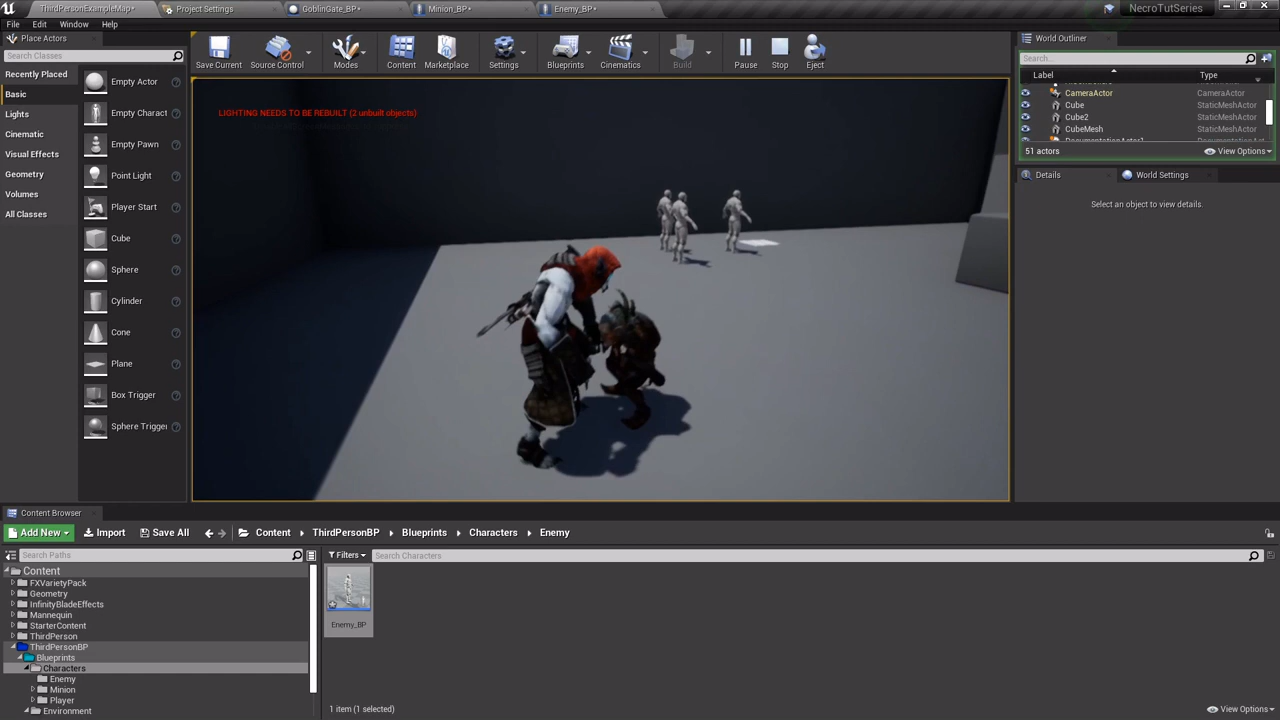 ThirdPersonExampleMap*
Project Settings
GoblinGate_BP*
Minion_BP*
Enemy_BP*
NecroTutSeries
File Edit Window Help
Place Actors
Search Classes
Recently Placed
Basic
Lights
Cinematic
Visual Effects
Geometry
Volumes
All Classes
Empty Actor
Empty Charact
Empty Pawn
Point Light
Player Start
Cube
Sphere
Cylinder
Cone
Plane
Box Trigger
Sphere Trigge
Save Current
Source Control
Modes
Content
Marketplace
Settings
Blueprints
Cinematics
Build
Pause
Stop
Eject
LIGHTING NEEDS TO BE REBUILT (2 unbuilt objects)
World Outliner
Search...
Label Type
CameraActor CameraActor
Cube StaticMeshActor
Cube2 StaticMeshActor
CubeMesh StaticMeshActor
51 actors
View Options
Details
World Settings
Select an object to view details.
Content Browser
Add New
Import
Save All
Content
ThirdPersonBP
Blueprints
Characters
Enemy
Search Paths
Filters
Search Characters
Content
FXVarietyPack
Geometry
InfinityBladeEffects
Mannequin
StarterContent
ThirdPerson
ThirdPersonBP
Blueprints
Characters
Enemy
Minion
Player
Environment
Enemy_BP
1 item (1 selected)
View Options